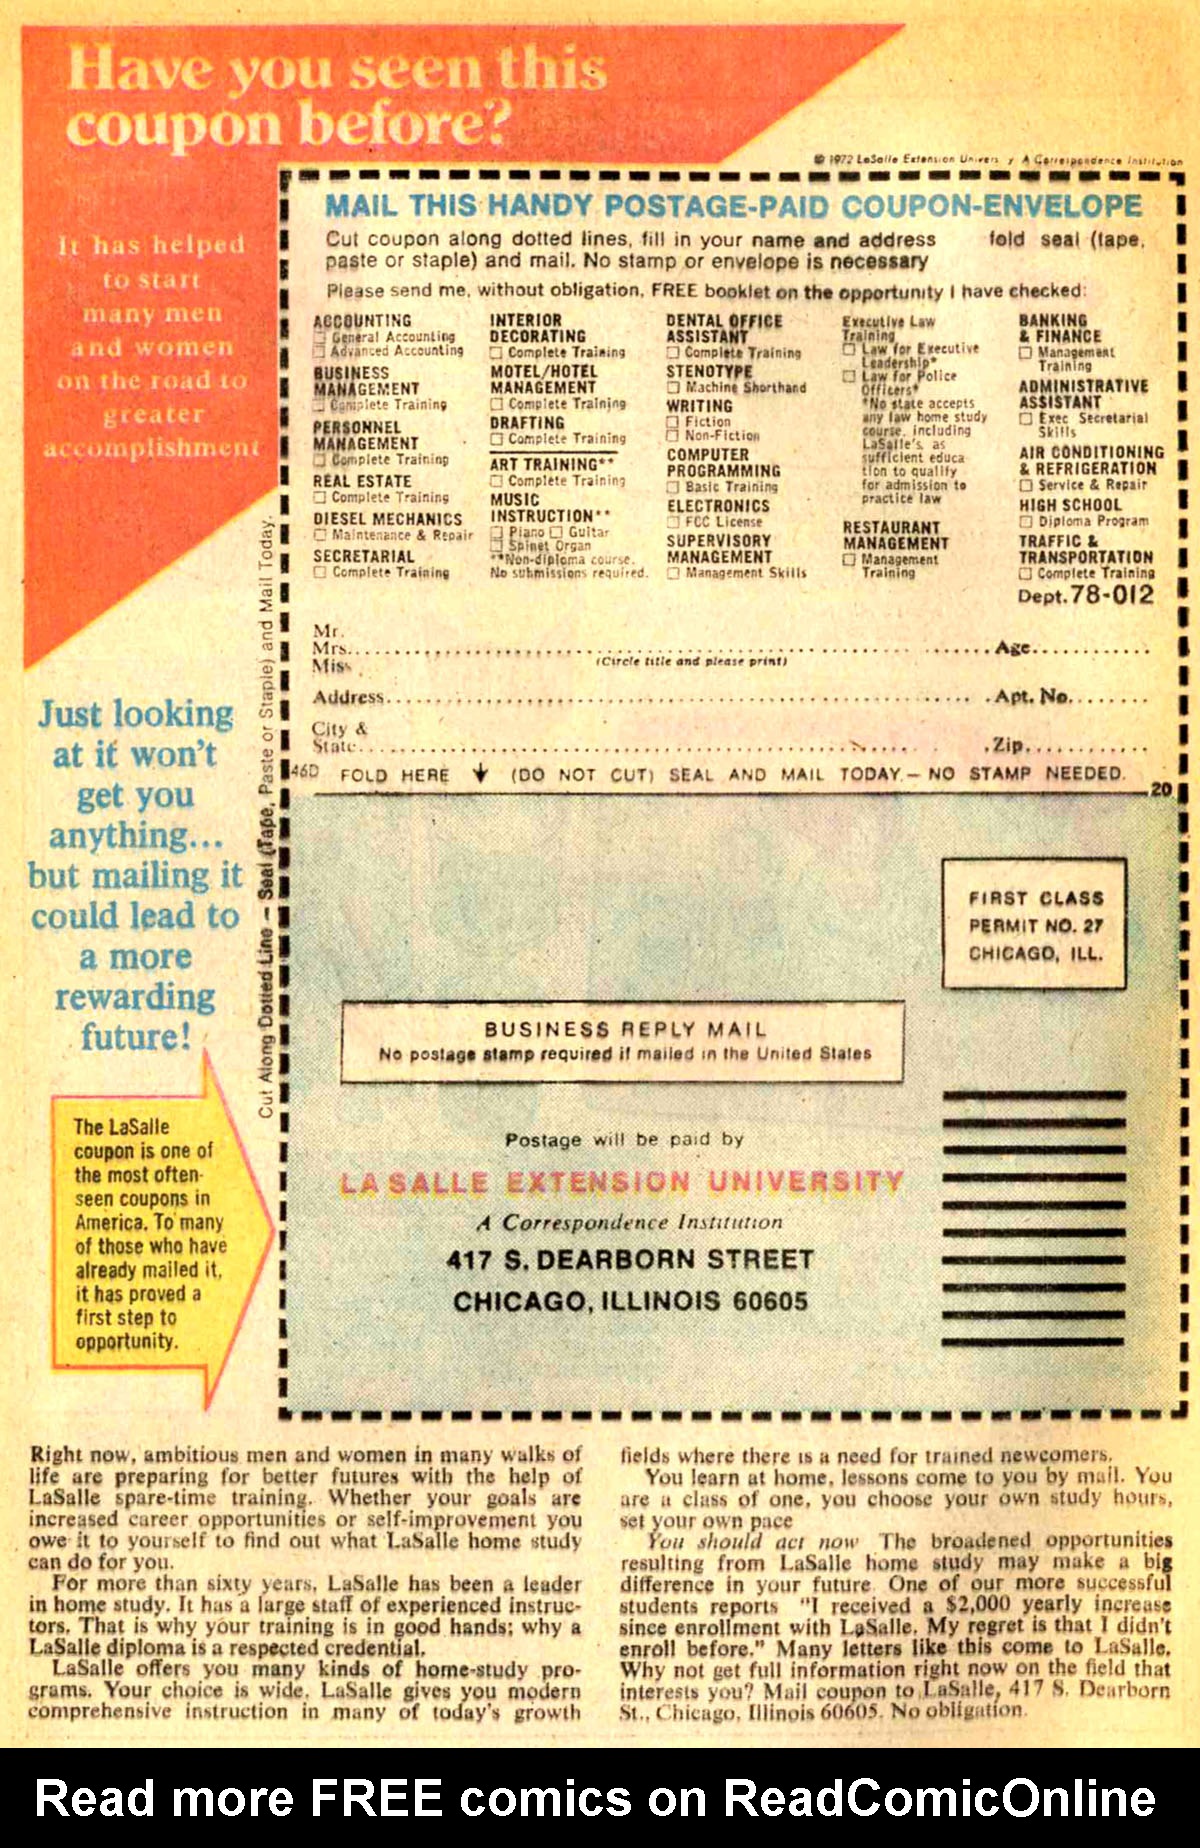 Have you seen this
coupon before?
© 1972 LaSalle Extension Univers y A Correspondence Institution
It has helped
to start
many men
and women
on the road to
greater
accomplishment
MAIL THIS HANDY POSTAGE-PAID COUPON-ENVELOPE
Cut coupon along dotted lines, fill in your name and address fold seal (tape,
paste or staple) and mail. No stamp or envelope is necessary
Please send me, without obligation, FREE booklet on the opportunity I have checked:
ACCOUNTING
☐ General Accounting
☐ Advanced Accounting
BUSINESS
MANAGEMENT
☐ Complete Training
PERSONNEL
MANAGEMENT
☐ Complete Training
REAL ESTATE
☐ Complete Training
DIESEL MECHANICS
☐ Maintenance & Repair
SECRETARIAL
☐ Complete Training
INTERIOR
DECORATING
☐ Complete Training
MOTEL/HOTEL
MANAGEMENT
☐ Complete Training
DRAFTING
☐ Complete Training
ART TRAINING**
☐ Complete Training
MUSIC
INSTRUCTION**
☐ Piano ☐ Guitar
☐ Spinet Organ
**Non-diploma course.
No submissions required.
DENTAL OFFICE
ASSISTANT
☐ Complete Training
STENOTYPE
☐ Machine Shorthand
WRITING
☐ Fiction
☐ Non-Fiction
COMPUTER
PROGRAMMING
☐ Basic Training
ELECTRONICS
☐ FCC License
SUPERVISORY
MANAGEMENT
☐ Management Skills
Executive Law
Training
☐ Law for Executive
Leadership*
☐ Law for Police
Officers*
*No state accepts
any law home study
course, including
LaSalle's, as
sufficient educa
tion to qualify
for admission to
practice law
RESTAURANT
MANAGEMENT
☐ Management
Training
BANKING
& FINANCE
☐ Management
Training
ADMINISTRATIVE
ASSISTANT
☐ Exec Secretarial
Skills
AIR CONDITIONING
& REFRIGERATION
☐ Service & Repair
HIGH SCHOOL
☐ Diploma Program
TRAFFIC &
TRANSPORTATION
☐ Complete Training
Dept. 78-012
Mr.
Mrs. Age
Miss (Circle title and please print)
Address Apt. No.
City &
State Zip
46D FOLD HERE ↓ (DO NOT CUT) SEAL AND MAIL TODAY – NO STAMP NEEDED. 20
Cut Along Dotted Line – Seal (Tape, Paste or Staple) and Mail Today.
Just looking
at it won't
get you
anything...
but mailing it
could lead to
a more
rewarding
future!
The LaSalle
coupon is one of
the most often-
seen coupons in
America. To many
of those who have
already mailed it,
it has proved a
first step to
opportunity.
FIRST CLASS
PERMIT NO. 27
CHICAGO, ILL.
BUSINESS REPLY MAIL
No postage stamp required if mailed in the United States
Postage will be paid by
LA SALLE EXTENSION UNIVERSITY
A Correspondence Institution
417 S. DEARBORN STREET
CHICAGO, ILLINOIS 60605
Right now, ambitious men and women in many walks of
life are preparing for better futures with the help of
LaSalle spare-time training. Whether your goals are
increased career opportunities or self-improvement you
owe it to yourself to find out what LaSalle home study
can do for you.
For more than sixty years, LaSalle has been a leader
in home study. It has a large staff of experienced instruc-
tors. That is why your training is in good hands; why a
LaSalle diploma is a respected credential.
LaSalle offers you many kinds of home-study pro-
grams. Your choice is wide. LaSalle gives you modern
comprehensive instruction in many of today's growth
fields where there is a need for trained newcomers.
You learn at home, lessons come to you by mail. You
are a class of one, you choose your own study hours,
set your own pace
You should act now The broadened opportunities
resulting from LaSalle home study may make a big
difference in your future One of our more successful
students reports "I received a $2,000 yearly increase
since enrollment with LaSalle. My regret is that I didn't
enroll before." Many letters like this come to LaSalle.
Why not get full information right now on the field that
interests you? Mail coupon to LaSalle, 417 S. Dearborn
St., Chicago, Illinois 60605. No obligation.
Read more FREE comics on ReadComicOnline